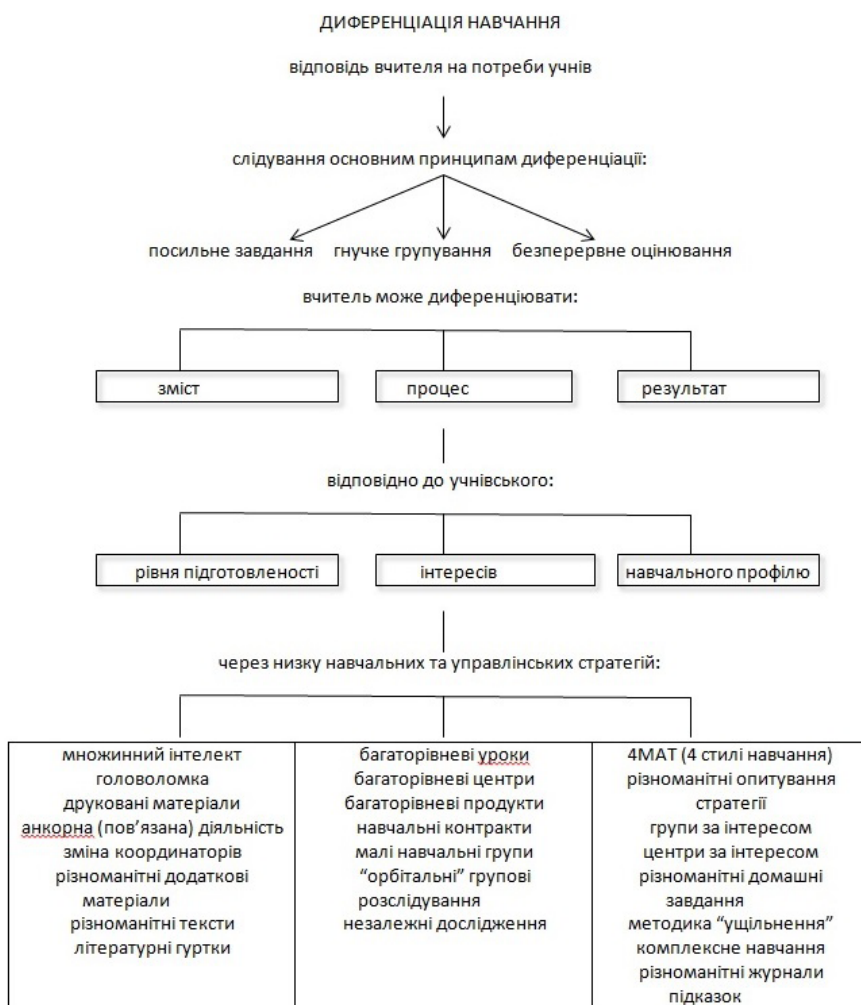 ДИФЕРЕНЦІАЦІЯ НАВЧАННЯ
відповідь вчителя на потреби учнів
слідування основним принципам диференціації:
посильне завдання гнучке групування безперервне оцінювання
вчитель може диференціювати:
зміст
процес
результат
відповідно до учнівського:
рівня підготовленості
інтересів
навчального профілю
через низку навчальних та управлінських стратегій:
множинний інтелект
головоломка
друковані матеріали
анкорна (пов’язана) діяльність
зміна координаторів
різноманітні додаткові
матеріали
різноманітні тексти
літературні гуртки
багаторівневі уроки
багаторівневі центри
багаторівневі продукти
навчальні контракти
малі навчальні групи
“орбітальні” групові
розслідування
незалежні дослідження
4МАТ (4 стилі навчання)
різноманітні опитування
стратегії
групи за інтересом
центри за інтересом
різноманітні домашні
завдання
методика “ущільнення”
комплексне навчання
різноманітні журнали
підказок